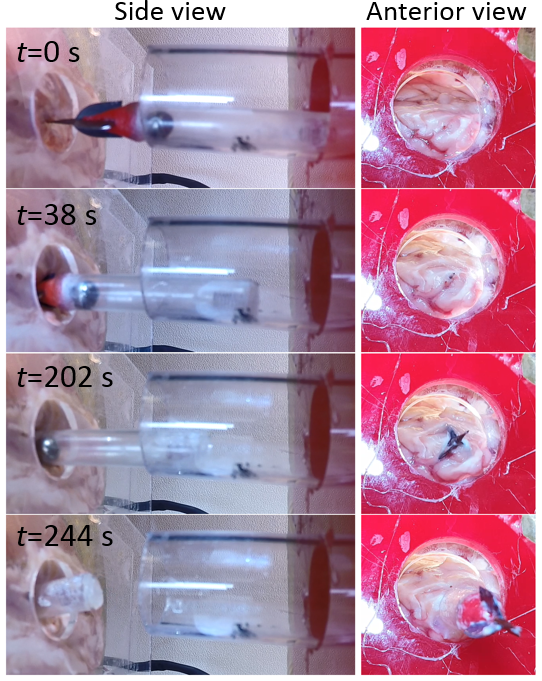 Side view
Anterior view
t=0 s
t=38 s
t=202 s
t=244 s